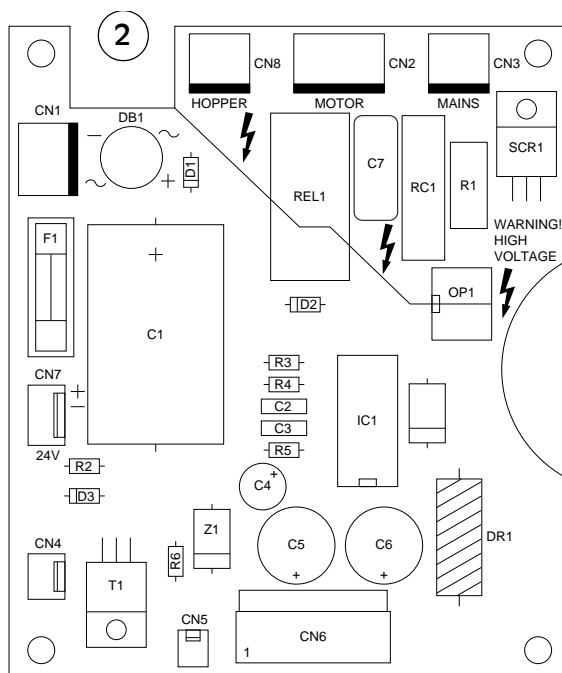 2
CN8
CN2
CN3
HOPPER
MOTOR
MAINS
CN1
DB1
D1
SCR1
REL1
C7
RC1
R1
WARNING!
HIGH
VOLTAGE
F1
OP1
D2
C1
CN7
24V
R3
R4
C2
C3
R5
IC1
R2
D3
C4
Z1
C5
C6
DR1
CN4
T1
R6
CN5
CN6
1